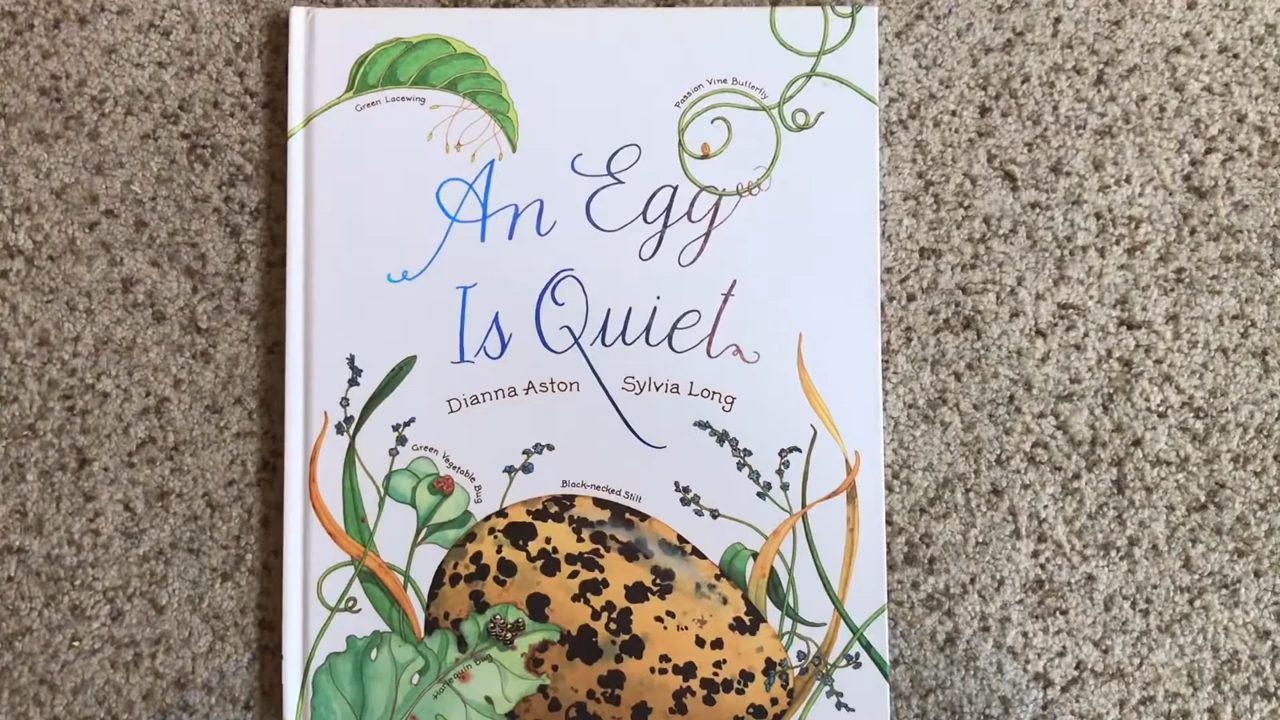 Green Lacewing
Passion Vine Butterfly
An Egg
Is Quiet
Dianna Aston
Sylvia Long
Green Vegetable Bug
Black-necked Stilt
Harlequin Bug